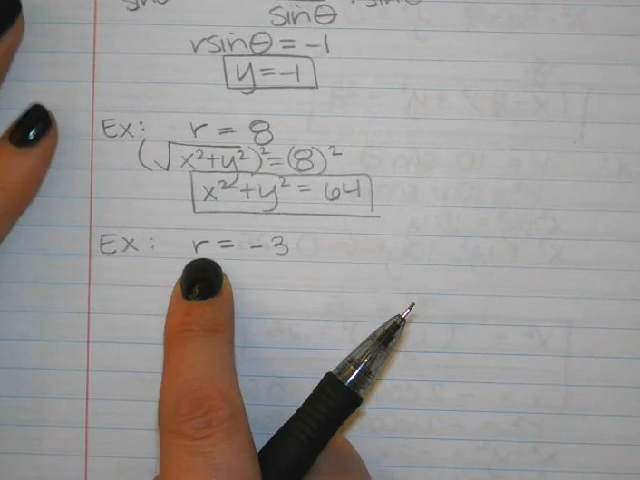 sinθ
rsinθ = -1
y = -1
Ex: r = 8
(√x²+y²)² = (8)²
x²+y² = 64
Ex: r = -3